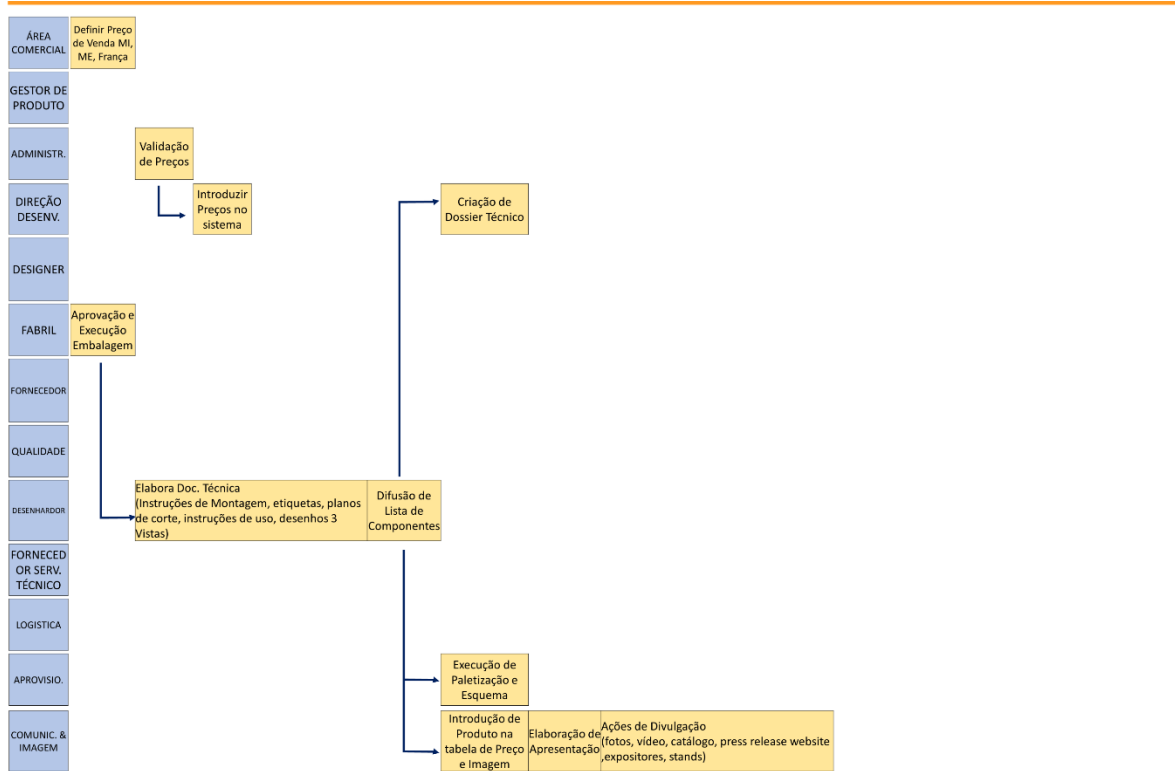 ÁREA
COMERCIAL
Definir Preço
de Venda MI,
ME, França
GESTOR DE
PRODUTO
ADMINISTR.
Validação
de Preços
DIREÇÃO
DESENV.
Introduzir
Preços no
sistema
Criação de
Dossier Técnico
DESIGNER
FABRIL
Aprovação e
Execução
Embalagem
FORNECEDOR
QUALIDADE
DESENHARDOR
Elabora Doc. Técnica
(Instruções de Montagem, etiquetas, planos
de corte, instruções de uso, desenhos 3
Vistas)
Difusão de
Lista de
Componentes
FORNECED
OR SERV.
TÉCNICO
LOGISTICA
APROVISIO.
Execução de
Paletização e
Esquema
COMUNIC. &
IMAGEM
Introdução de
Produto na
tabela de Preço
e Imagem
Elaboração de
Apresentação
Ações de Divulgação
(fotos, vídeo, catálogo, press release website
,expositores, stands)